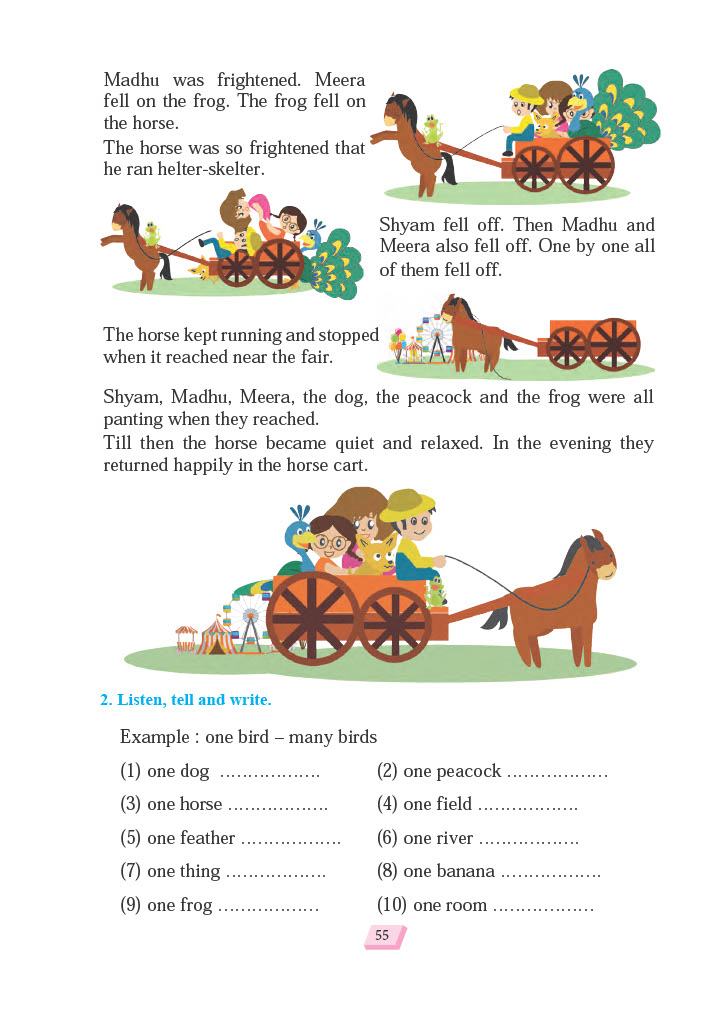 Madhu was frightened. Meera
fell on the frog. The frog fell on
the horse.
The horse was so frightened that
he ran helter-skelter.
Shyam fell off. Then Madhu and
Meera also fell off. One by one all
of them fell off.
The horse kept running and stopped
when it reached near the fair.
Shyam, Madhu, Meera, the dog, the peacock and the frog were all
panting when they reached.
Till then the horse became quiet and relaxed. In the evening they
returned happily in the horse cart.
2. Listen, tell and write.
Example : one bird – many birds
(1) one dog ………………. (2) one peacock ………………
(3) one horse ……………… (4) one field ………………
(5) one feather ……………… (6) one river ………………
(7) one thing ……………… (8) one banana ………………
(9) one frog ……………… (10) one room ………………
55